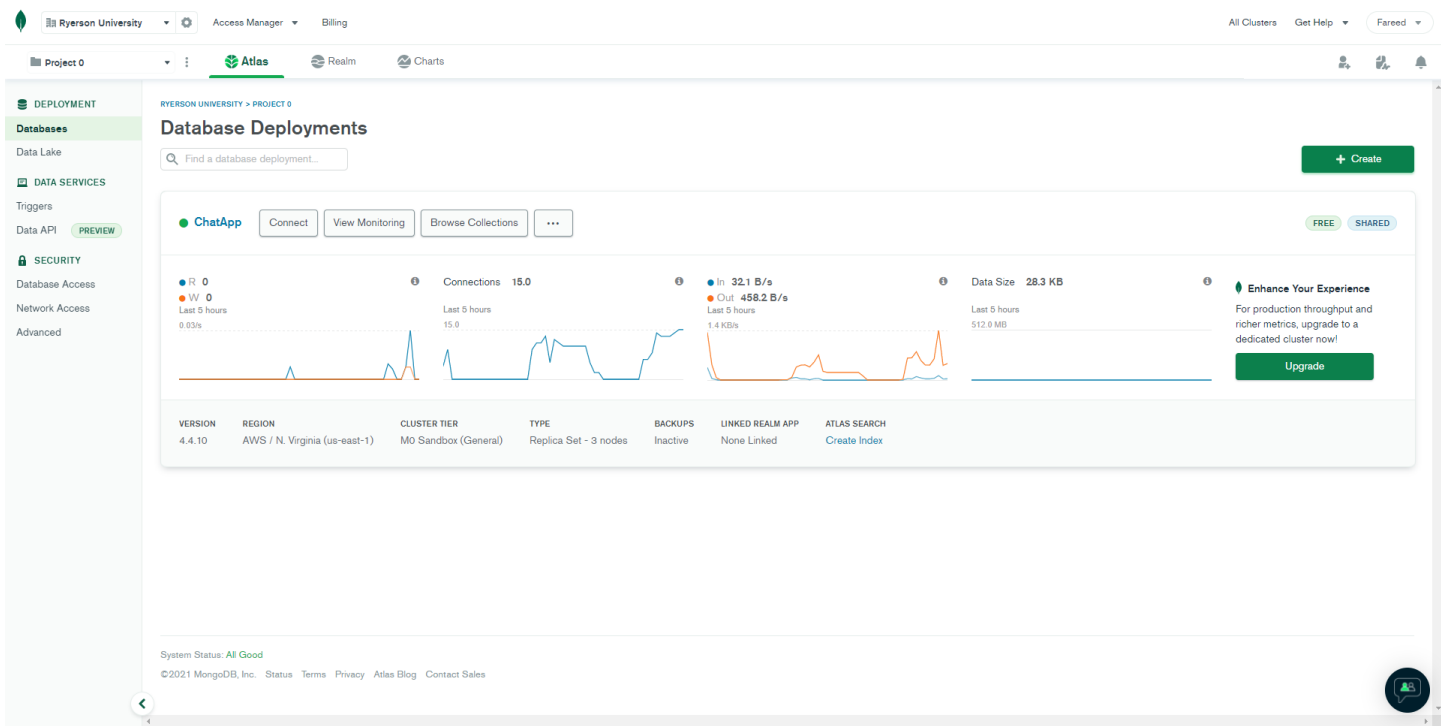 Ryerson University Access Manager Billing All Clusters Get Help Fareed
Project 0 Atlas Realm Charts
DEPLOYMENT
Databases
Data Lake
DATA SERVICES
Triggers
Data API PREVIEW
SECURITY
Database Access
Network Access
Advanced
RYERSON UNIVERSITY > PROJECT 0
Database Deployments
Find a database deployment...
+ Create
ChatApp Connect View Monitoring Browse Collections ... FREE SHARED
R 0
W 0
Last 5 hours
0.03/s
Connections 15.0
Last 5 hours
15.0
In 32.1 B/s
Out 458.2 B/s
Last 5 hours
1.4 KB/s
Data Size 28.3 KB
Last 5 hours
512.0 MB
Enhance Your Experience
For production throughput and
richer metrics, upgrade to a
dedicated cluster now!
Upgrade
VERSION REGION CLUSTER TIER TYPE BACKUPS LINKED REALM APP ATLAS SEARCH
4.4.10 AWS / N. Virginia (us-east-1) M0 Sandbox (General) Replica Set - 3 nodes Inactive None Linked Create Index
System Status: All Good
©2021 MongoDB, Inc. Status Terms Privacy Atlas Blog Contact Sales